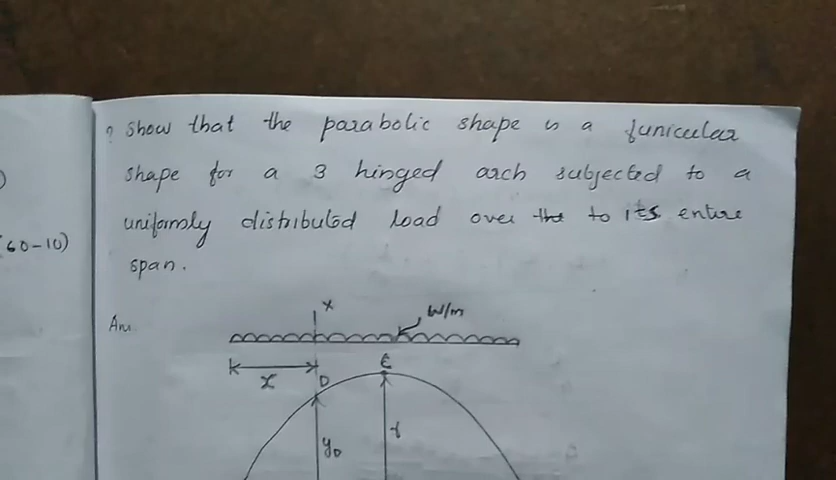 ? show that the parabolic shape is a funicular
shape for a 3 hinged arch subjected to a
uniformly distributed load over the to its entire
(60-10)
span.
Ans.
x
W/m
x
D
C
yD
r